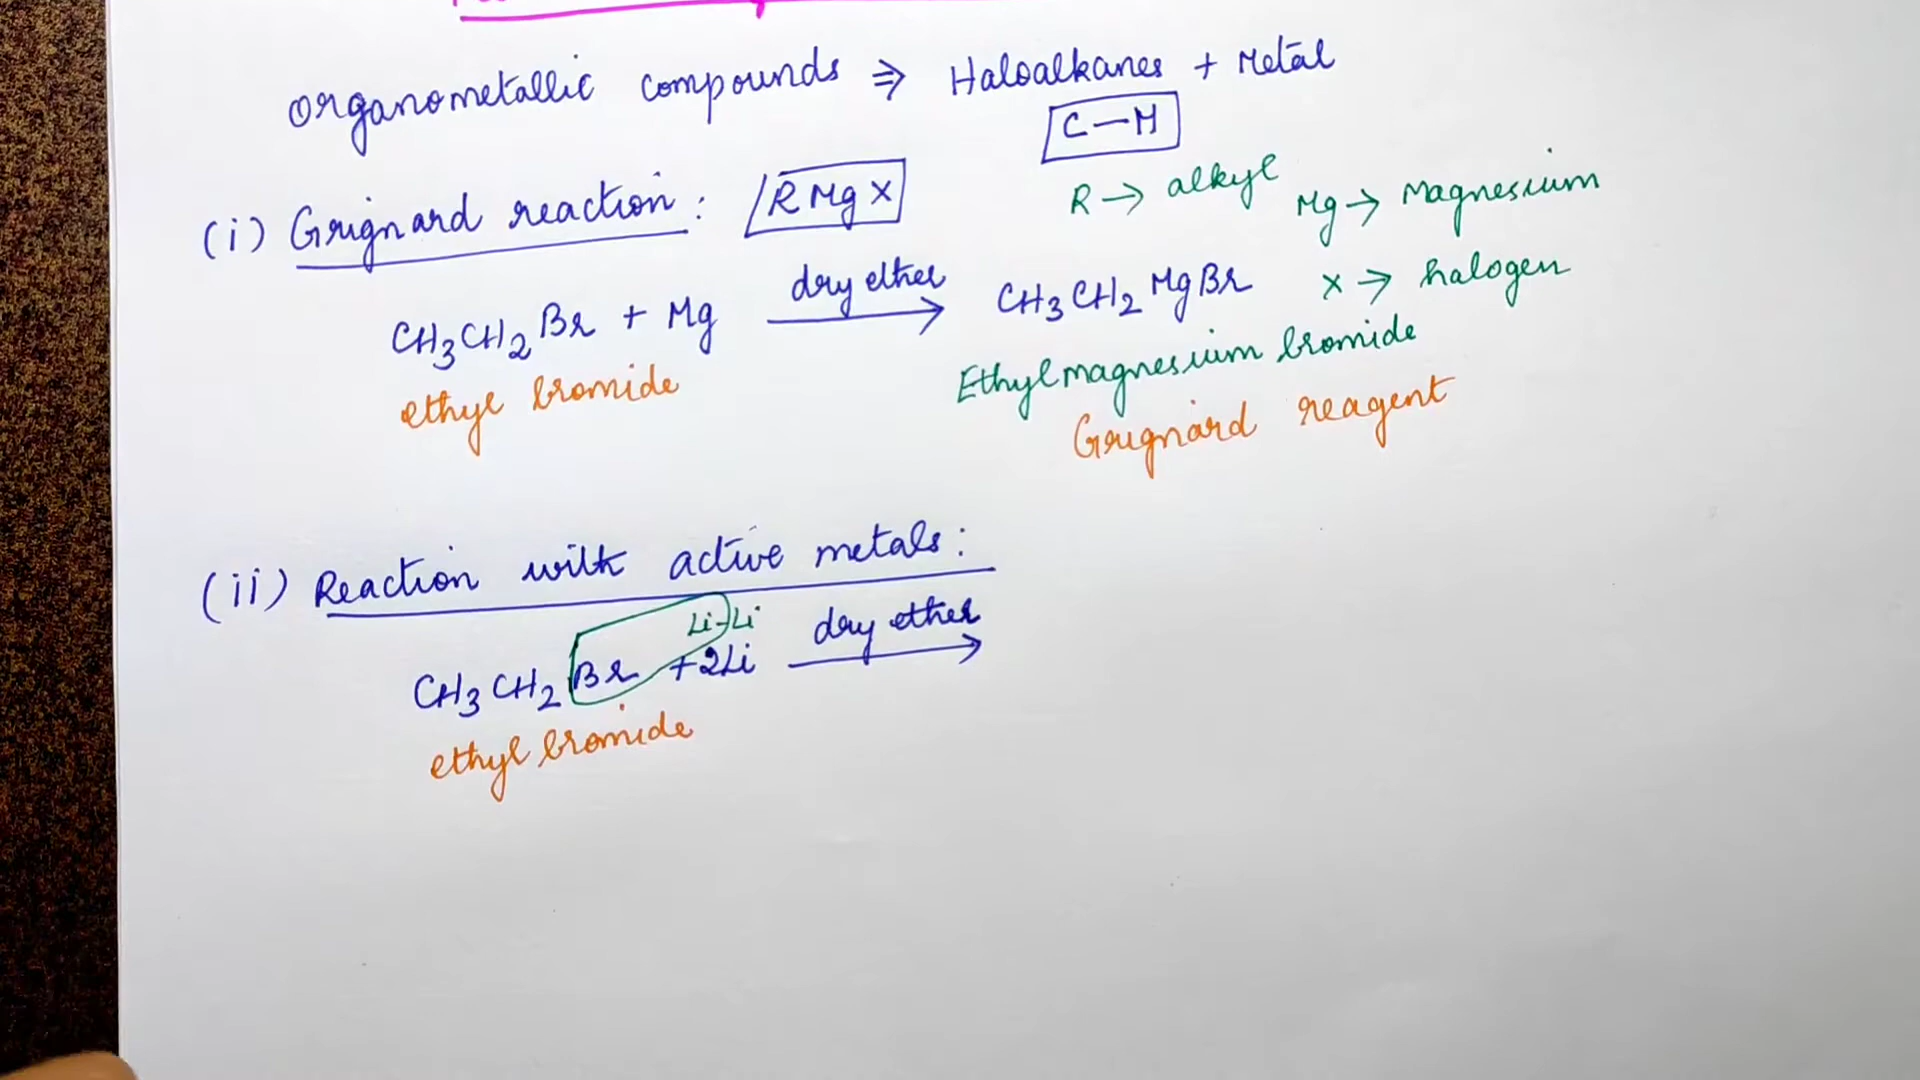 Organometallic compounds ⇒ Haloalkanes + Metal
C—M
(i) Grignard reaction : RMgX
R → alkyl
Mg → Magnesium
X → halogen
CH₃CH₂Br + Mg dry ether → CH₃CH₂MgBr
ethyl bromide
Ethylmagnesium bromide
Grignard reagent
(ii) Reaction with active metals :
Li-Li
CH₃CH₂Br + 2Li dry ether →
ethyl bromide